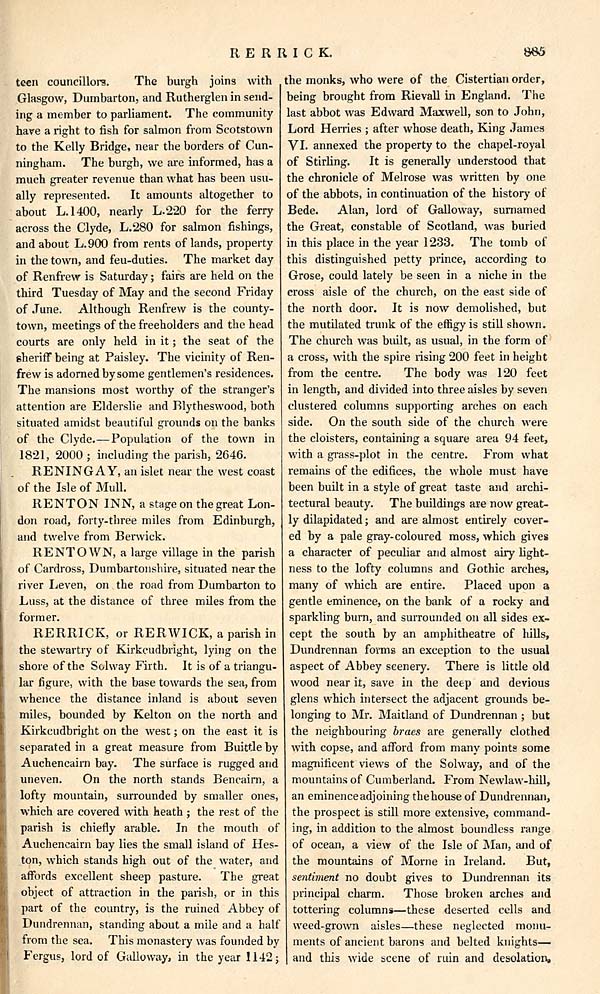 RERRICK.
885
teen councillors. The burgh joins with
Glasgow, Dumbarton, and Rutherglen in send-
ing a member to parliament. The community
have a right to fish for salmon from Scotstown
to the Kelly Bridge, near the borders of Cun-
ningham. The burgh, we are informed, has a
much greater revenue than what has been usu-
ally represented. It amounts altogether to
about L.1400, nearly L.220 for the ferry
across the Clyde, L.280 for salmon fishings,
and about L.900 from rents of lands, property
in the town, and feu-duties. The market day
of Renfrew is Saturday; fairs are held on the
third Tuesday of May and the second Friday
of June. Although Renfrew is the county-
town, meetings of the freeholders and the head
courts are only held in it; the seat of the
sheriff being at Paisley. The vicinity of Ren-
frew is adorned by some gentlemen's residences.
The mansions most worthy of the stranger's
attention are Elderslie and Blytheswood, both
situated amidst beautiful grounds on the banks
of the Clyde.—Population of the town in
1821, 2000; including the parish, 2646.
RENINGAY, an islet near the west coast
of the Isle of Mull.
RENTON INN, a stage on the great Lon-
don road, forty-three miles from Edinburgh,
and twelve from Berwick.
RENTOWN, a large village in the parish
of Cardross, Dumbartonshire, situated near the
river Leven, on the road from Dumbarton to
Luss, at the distance of three miles from the
former.
RERRICK, or RERWICK, a parish in
the stewartry of Kirkcudbright, lying on the
shore of the Solway Firth. It is of a triangu-
lar figure, with the base towards the sea, from
whence the distance inland is about seven
miles, bounded by Kelton on the north and
Kirkcudbright on the west; on the east it is
separated in a great measure from Buittle by
Auchencairn bay. The surface is rugged and
uneven. On the north stands Bencairn, a
lofty mountain, surrounded by smaller ones,
which are covered with heath; the rest of the
parish is chiefly arable. In the mouth of
Auchencairn bay lies the small island of Hes-
ton, which stands high out of the water, and
affords excellent sheep pasture. The great
object of attraction in the parish, or in this
part of the country, is the ruined Abbey of
Dundrennan, standing about a mile and a half
from the sea. This monastery was founded by
Fergus, lord of Galloway, in the year 1142;
the monks, who were of the Cistertian order,
being brought from Rievall in England. The
last abbot was Edward Maxwell, son to John,
Lord Herries; after whose death, King James
VI. annexed the property to the chapel-royal
of Stirling. It is generally understood that
the chronicle of Melrose was written by one
of the abbots, in continuation of the history of
Bede. Alan, lord of Galloway, surnamed
the Great, constable of Scotland, was buried
in this place in the year 1233. The tomb of
this distinguished petty prince, according to
Grose, could lately be seen in a niche in the
cross aisle of the church, on the east side of
the north door. It is now demolished, but
the mutilated trunk of the effigy is still shown.
The church was built, as usual, in the form of
a cross, with the spire rising 200 feet in height
from the centre. The body was 120 feet
in length, and divided into three aisles by seven
clustered columns supporting arches on each
side. On the south side of the church were
the cloisters, containing a square area 94 feet,
with a grass-plot in the centre. From what
remains of the edifices, the whole must have
been built in a style of great taste and archi-
tectural beauty. The buildings are now great-
ly dilapidated; and are almost entirely cover-
ed by a pale gray-coloured moss, which gives
a character of peculiar and almost airy light-
ness to the lofty columns and Gothic arches,
many of which are entire. Placed upon a
gentle eminence, on the bank of a rocky and
sparkling burn, and surrounded on all sides ex-
cept the south by an amphitheatre of hills,
Dundrennan forms an exception to the usual
aspect of Abbey scenery. There is little old
wood near it, save in the deep and devious
glens which intersect the adjacent grounds be-
longing to Mr. Maitland of Dundrennan; but
the neighbouring braes are generally clothed
with copse, and afford from many points some
magnificent views of the Solway, and of the
mountains of Cumberland. From Newlaw-hill,
an eminence adjoining the house of Dundrennan,
the prospect is still more extensive, command-
ing, in addition to the almost boundless range
of ocean, a view of the Isle of Man, and of
the mountains of Morne in Ireland. But,
sentiment no doubt gives to Dundrennan its
principal charm. Those broken arches and
tottering columns—these deserted cells and
weed-grown aisles—these neglected monu-
ments of ancient barons and belted knights—
and this wide scene of ruin and desolation,